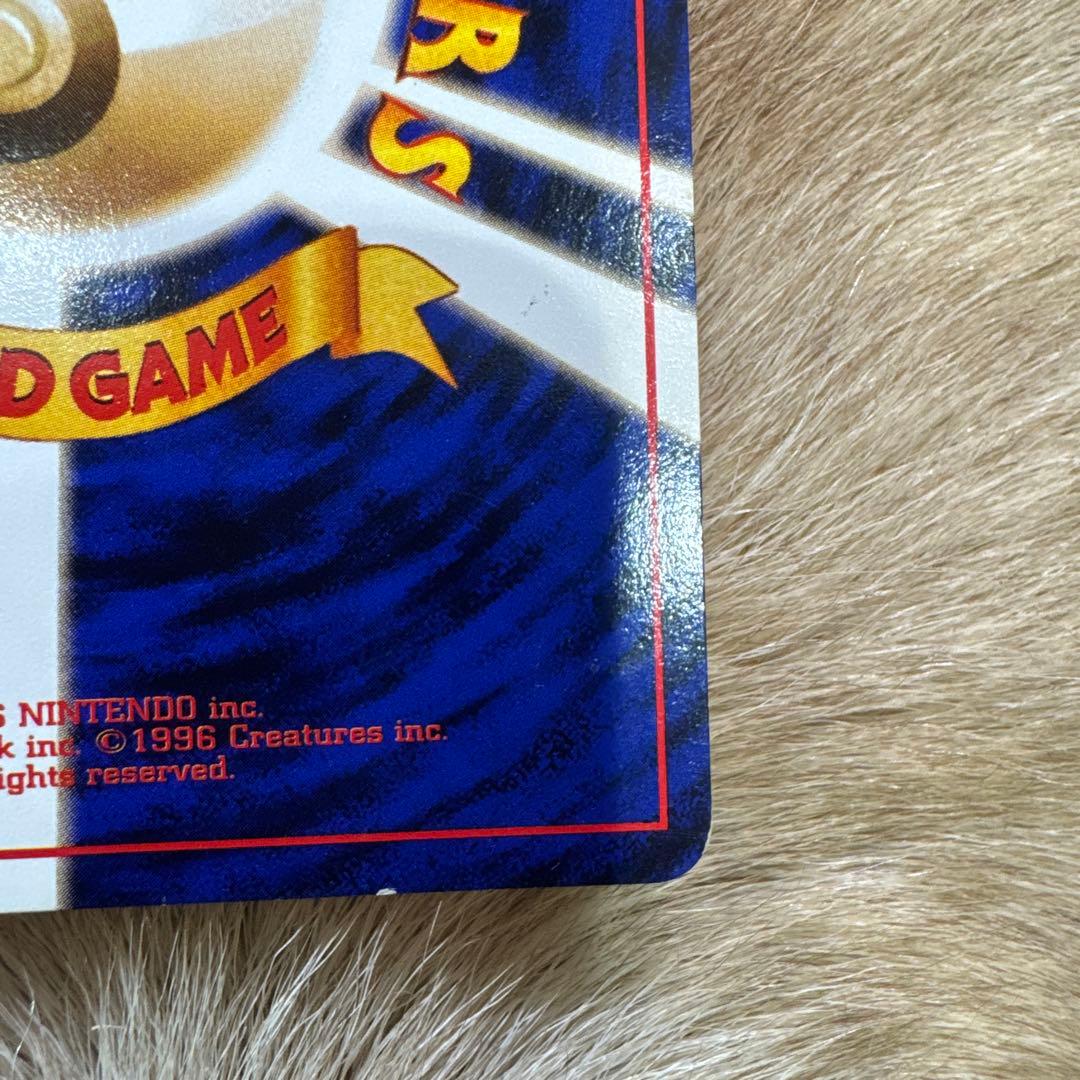 RS
D GAME
NINTENDO inc.
inc. ©1996 Creatures inc.
ights reserved.